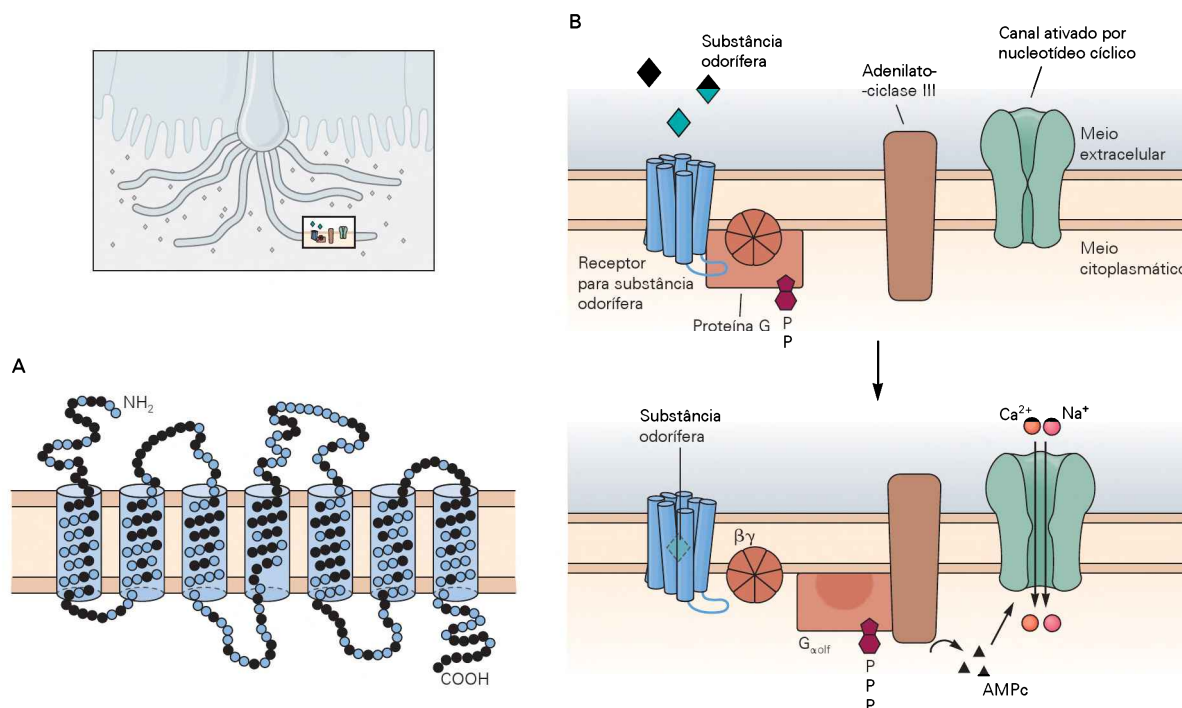 A
NH₂
COOH
B
Substância
odorífera
Adenilato-
-ciclase III
Canal ativado por
nucleotídeo cíclico
Meio
extracelular
Receptor
para substância
odorífera
Proteína G
P
P
Meio
citoplasmático
Substância
odorífera
βγ
Gαolf
P
P
P
Ca²⁺
Na⁺
AMPc